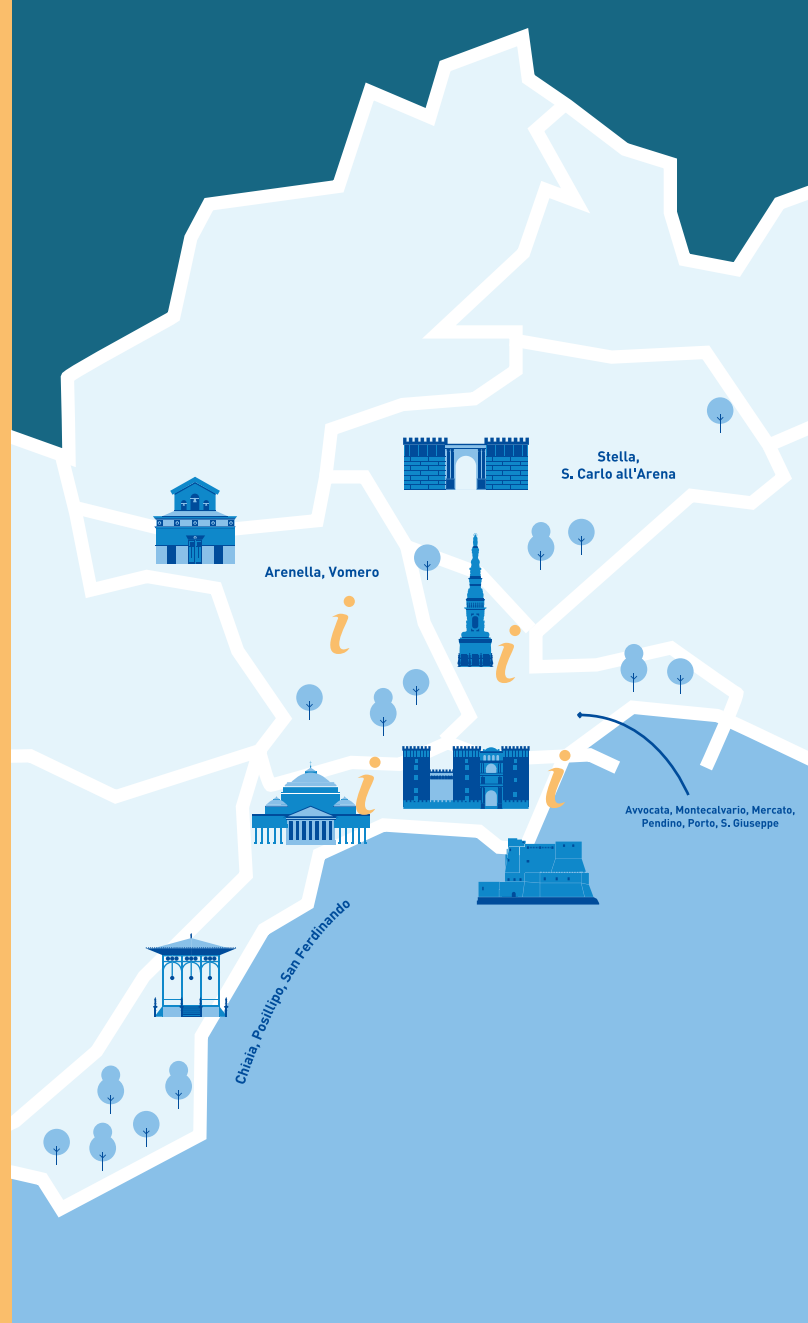 Stella,
S. Carlo all'Arena
Arenella, Vomero
i
i
i
i
Avvocata, Montecalvario, Mercato,
Pendino, Porto, S. Giuseppe
Chiaia, Posillipo, San Ferdinando